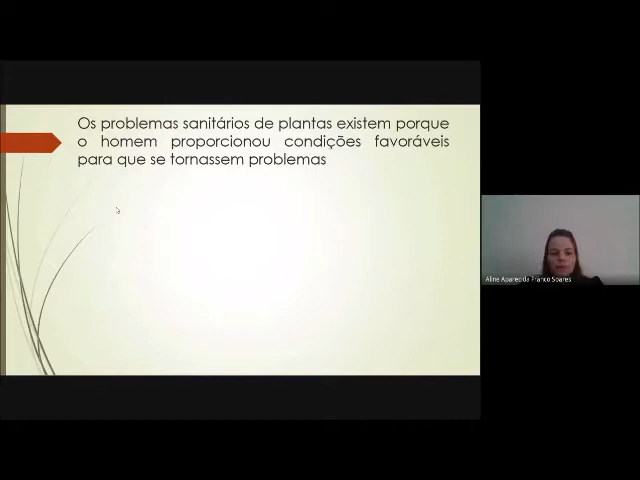 Os problemas sanitários de plantas existem porque
o homem proporcionou condições favoráveis
para que se tornassem problemas
Aline Aparecida Franco Soares